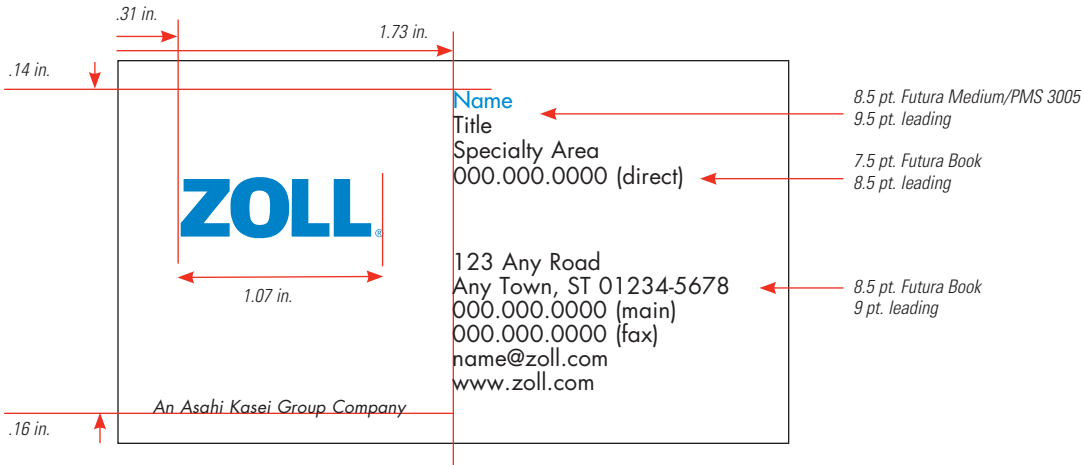 .31 in.
1.73 in.
.14 in.
Name
Title
Specialty Area
000.000.0000 (direct)
8.5 pt. Futura Medium/PMS 3005
9.5 pt. leading
7.5 pt. Futura Book
8.5 pt. leading
ZOLL®
1.07 in.
123 Any Road
Any Town, ST 01234-5678
000.000.0000 (main)
000.000.0000 (fax)
name@zoll.com
www.zoll.com
8.5 pt. Futura Book
9 pt. leading
An Asahi Kasei Group Company
.16 in.